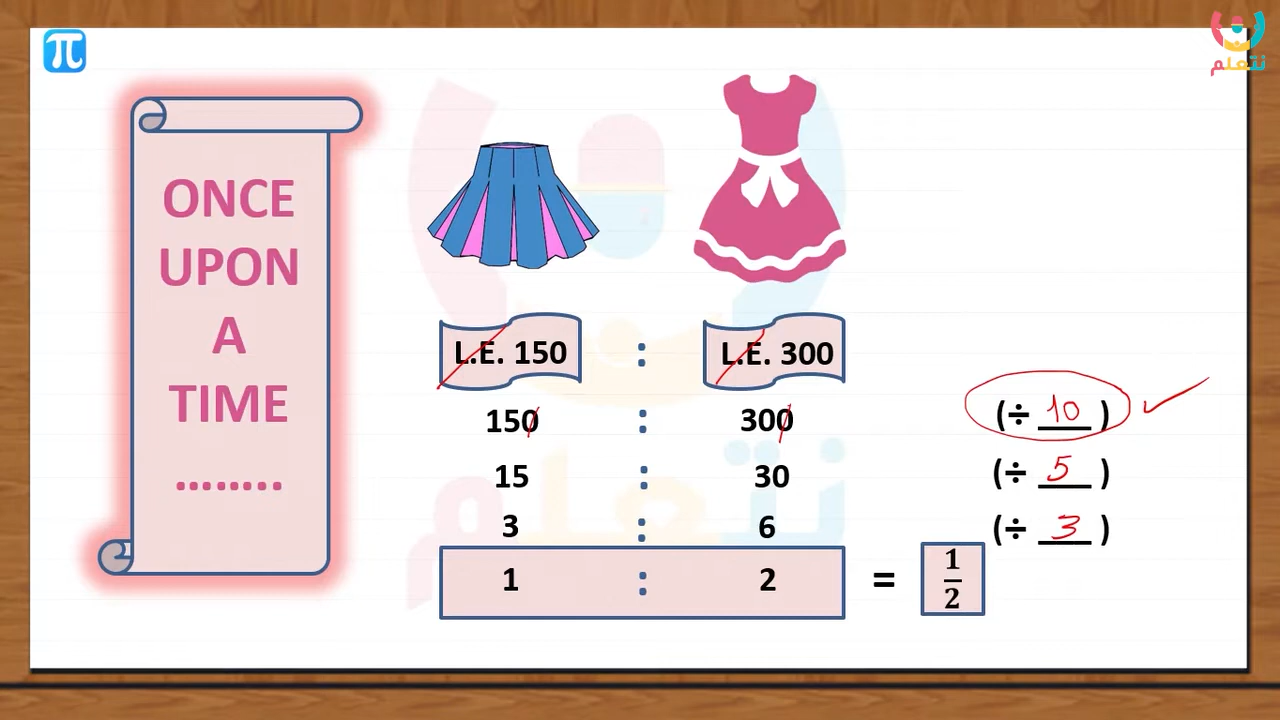 π
نتعلم
ONCE
UPON
A
TIME
........
L.E. 150 : L.E. 300
150 : 300 (÷ 10 )
15 : 30 (÷ 5 )
3 : 6 (÷ 3 )
1 : 2 = 1/2
نتعلم